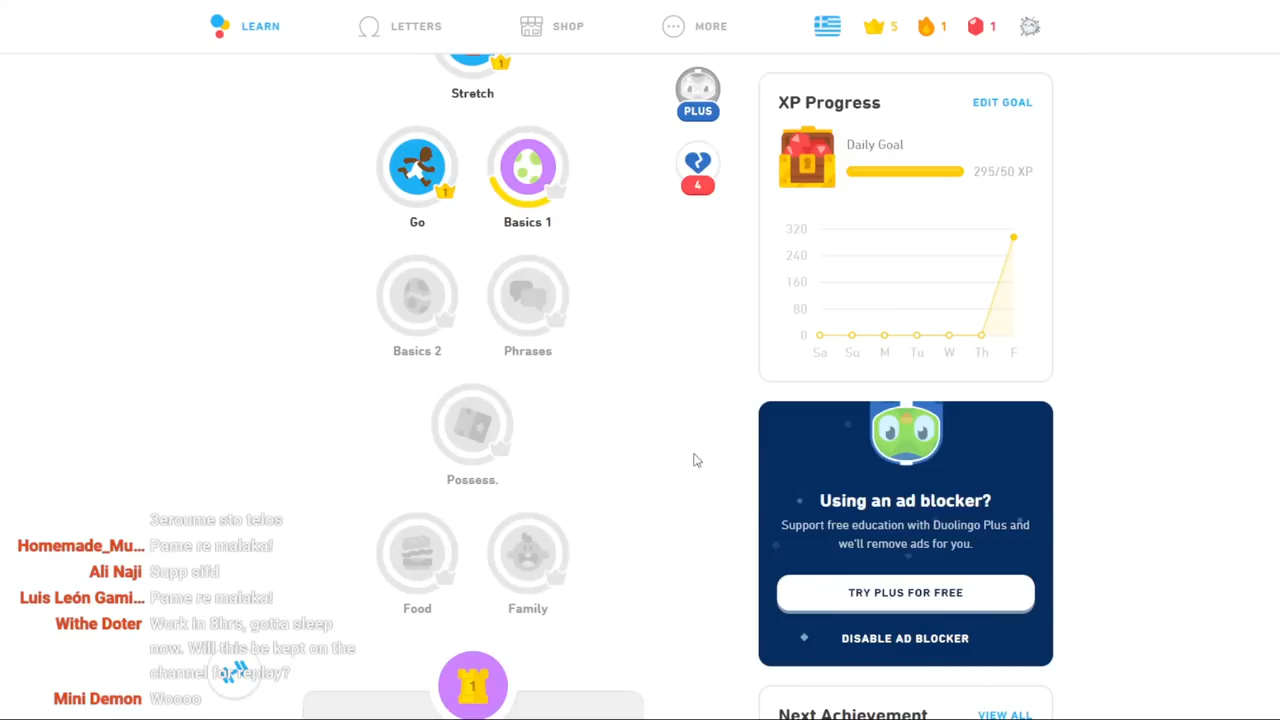 LEARN
LETTERS
SHOP
MORE
5
1
1
1
Stretch
PLUS
4
1
Go
Basics 1
Basics 2
Phrases
Possess.
Food
Family
1
XP Progress
EDIT GOAL
Daily Goal
295/50 XP
320
240
160
80
0
Sa Su M Tu W Th F
Using an ad blocker?
Support free education with Duolingo Plus and
we'll remove ads for you.
TRY PLUS FOR FREE
DISABLE AD BLOCKER
Next Achievement
VIEW ALL
3eroume sto telos
Homemade_Mu... Pame re malaka!
Ali Naji Supp sifd
Luis León Gami... Pame re malaka!
Withe Doter Work in 8hrs, gotta sleep
now. Will this be kept on the
channel for replay?
Mini Demon Woooo